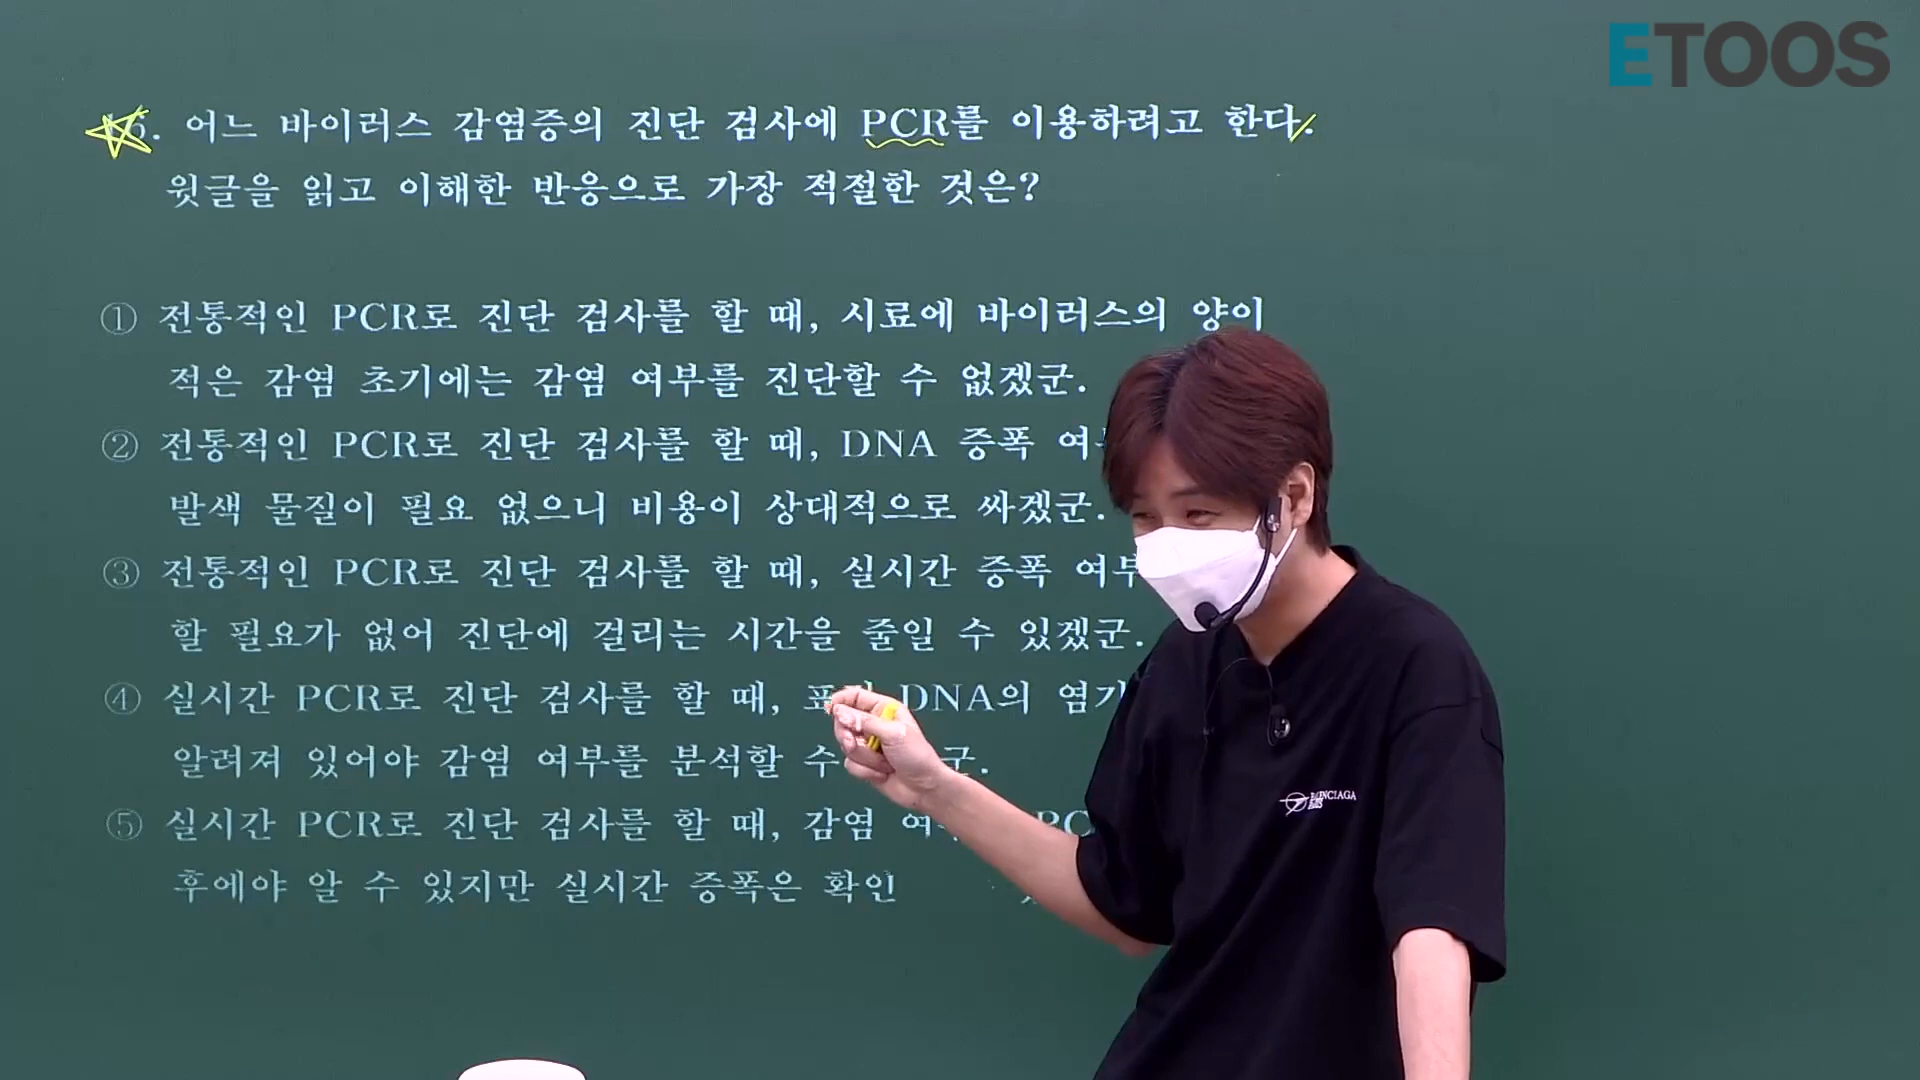 ETOOS
어느 바이러스 감염증의 진단 검사에 PCR를 이용하려고 한다.
윗글을 읽고 이해한 반응으로 가장 적절한 것은?
① 전통적인 PCR로 진단 검사를 할 때, 시료에 바이러스의 양이
적은 감염 초기에는 감염 여부를 진단할 수 없겠군.
② 전통적인 PCR로 진단 검사를 할 때, DNA 증폭
발색 물질이 필요 없으니 비용이 상대적으로 싸겠군.
③ 전통적인 PCR로 진단 검사를 할 때, 실시간 증폭
할 필요가 없어 진단에 걸리는 시간을 줄일 수 있겠군.
④ 실시간 PCR로 진단 검사를 할 때, DNA의
알려져 있어야 감염 여부를 분석할 수
⑤ 실시간 PCR로 진단 검사를 할 때, 감염
후에야 알 수 있지만 실시간 증폭은 확인